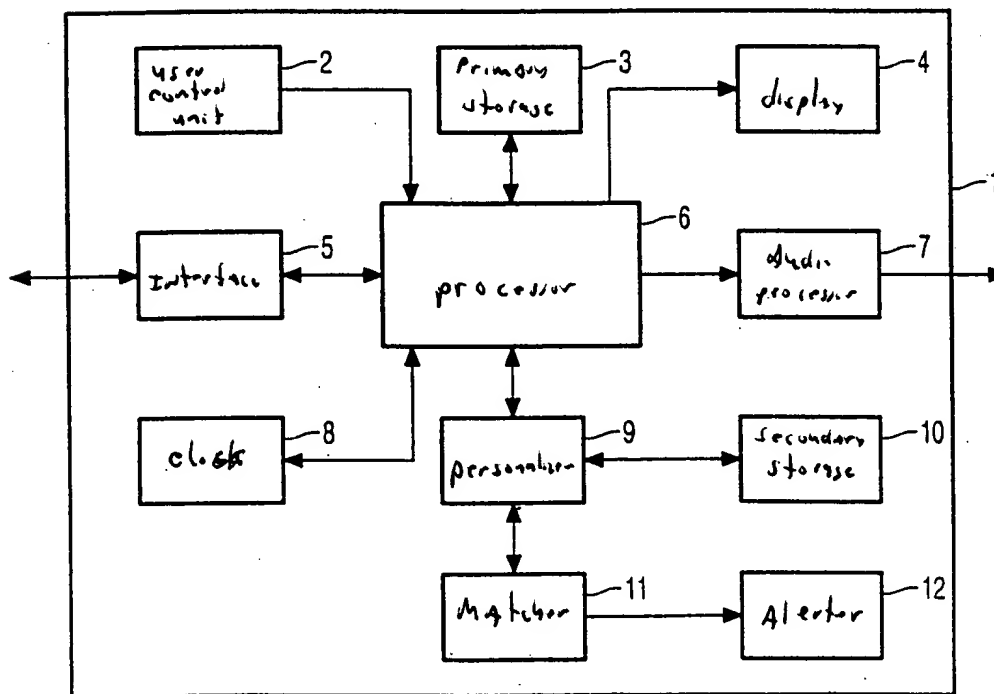 user
control
unit
2
Primary
storage
3
display
4
1
Interface
5
processor
6
Audio
processor
7
clock
8
personalizer
9
secondary
storage
10
Matcher
11
Alerter
12